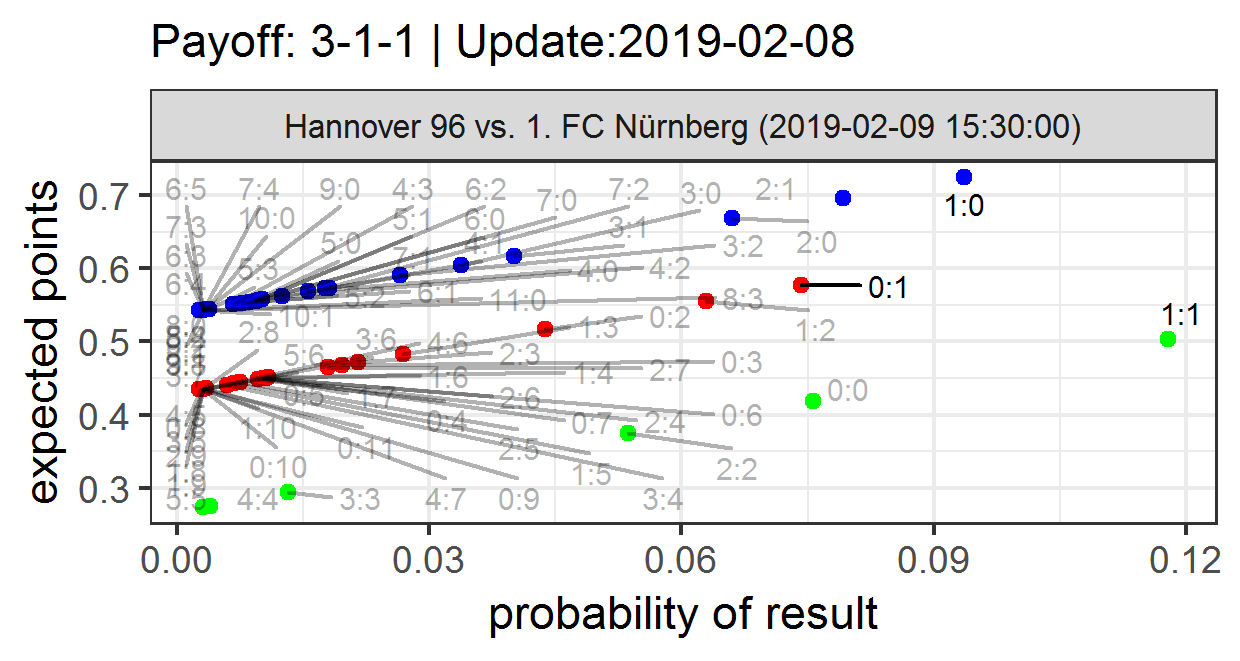 Payoff: 3-1-1 | Update:2019-02-08
Hannover 96 vs. 1. FC Nürnberg (2019-02-09 15:30:00)
expected points
0.7
0.6
0.5
0.4
0.3
6:5 7:4 9:0 4:3 6:2 7:0 7:2 3:0 2:1
7:3 10:0 5:1 6:0 3:1 1:0
6:3 5:0 7:1 4:1 3:2 2:0
5:3 4:0 4:2
5:2 6:1 11:0 8:3 0:1
10:1 0:2 1:2 1:1
2:8 3:6 4:6 1:3
5:6 2:3 0:3
1:6 1:4 2:7
1:7 2:6 0:0
0:4 0:7 2:4 0:6
1:10 0:11 2:5
0:10 1:5 2:2
4:4 3:3 4:7 0:9 3:4
0.00 0.03 0.06 0.09 0.12
probability of result